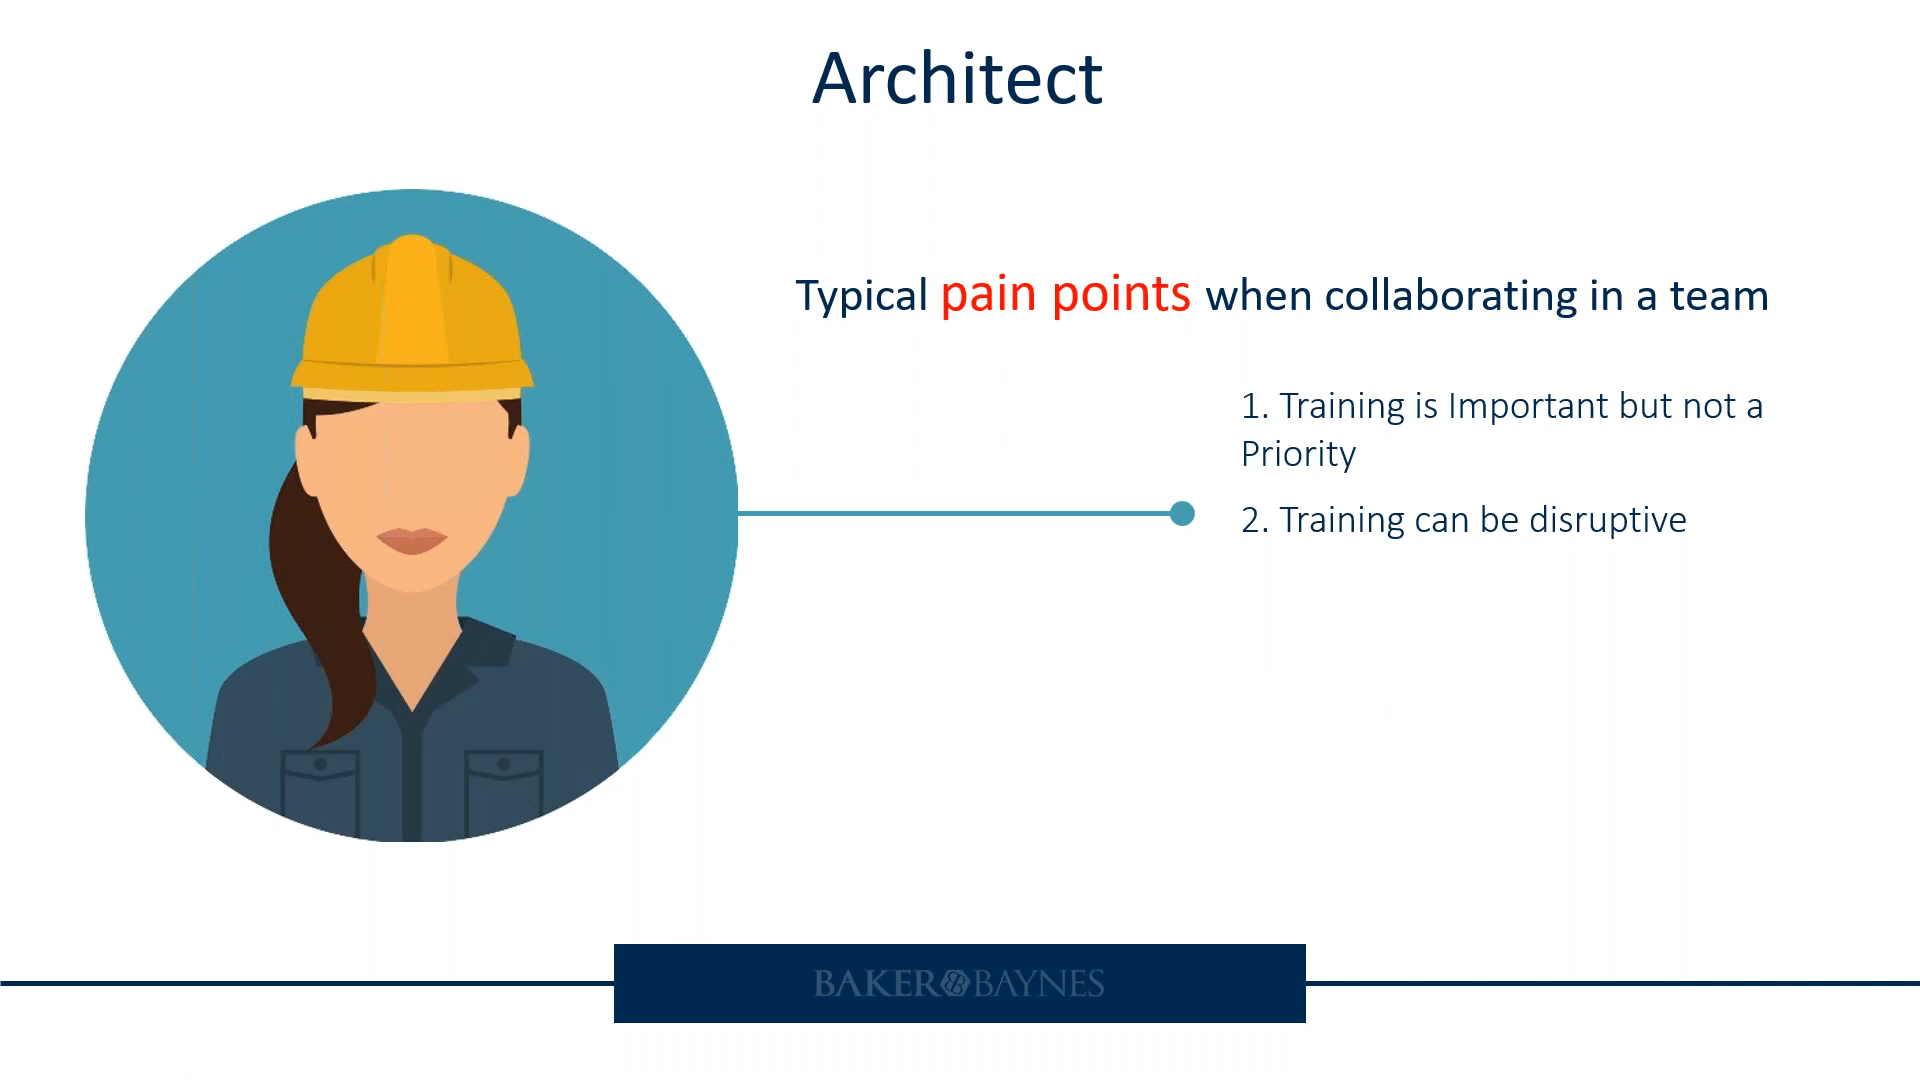 Architect
Typical pain points when collaborating in a team
1. Training is Important but not a
Priority
2. Training can be disruptive
BAKER BAYNES